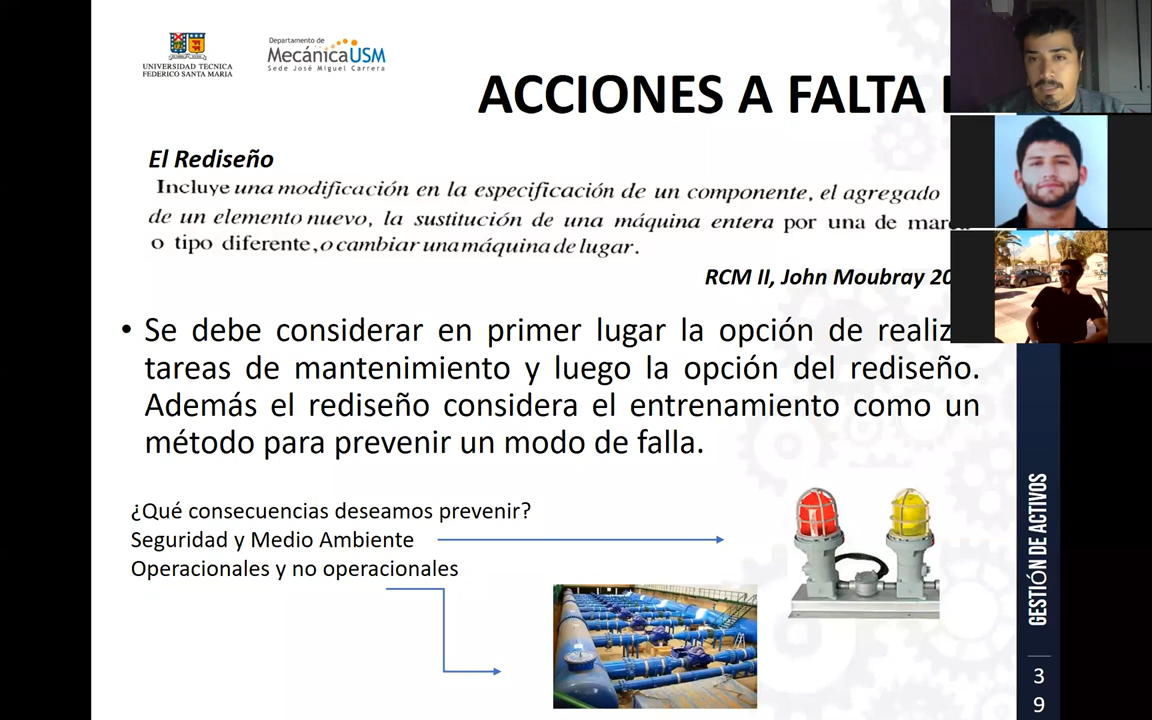 UNIVERSIDAD TECNICA
FEDERICO SANTA MARIA
Departamento de
MecánicaUSM
Sede José Miguel Carrera
ACCIONES A FALTA
El Rediseño
Incluye una modificación en la especificación de un componente, el agregado
de un elemento nuevo, la sustitución de una máquina entera por una de
o tipo diferente, o cambiar una máquina de lugar.
RCM II, John Moubray 20
Se debe considerar en primer lugar la opción de realiz
tareas de mantenimiento y luego la opción del rediseño.
Además el rediseño considera el entrenamiento como un
método para prevenir un modo de falla.
¿Qué consecuencias deseamos prevenir?
Seguridad y Medio Ambiente
Operacionales y no operacionales
GESTIÓN DE ACTIVOS
3
9